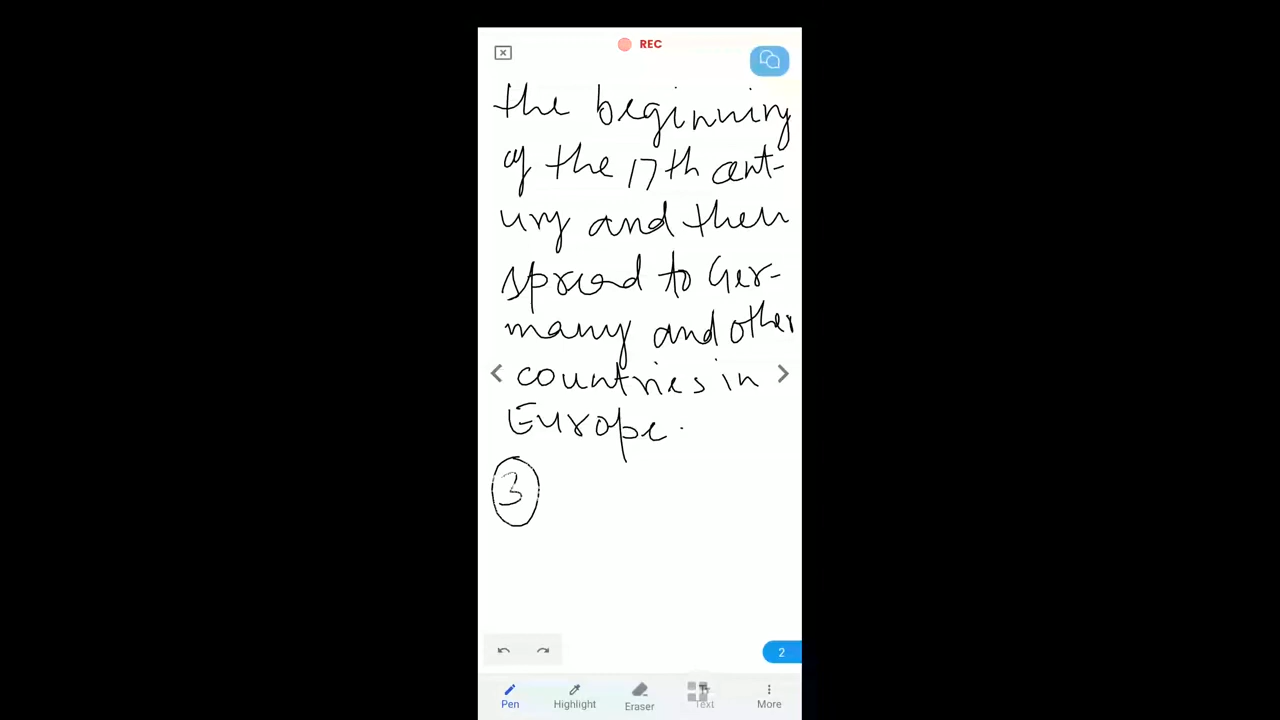 REC
the beginning
of the 17th cent-
ury and then
spread to Ger-
many and other
countries in
Europe.
3
2
Pen Highlight Eraser Text More